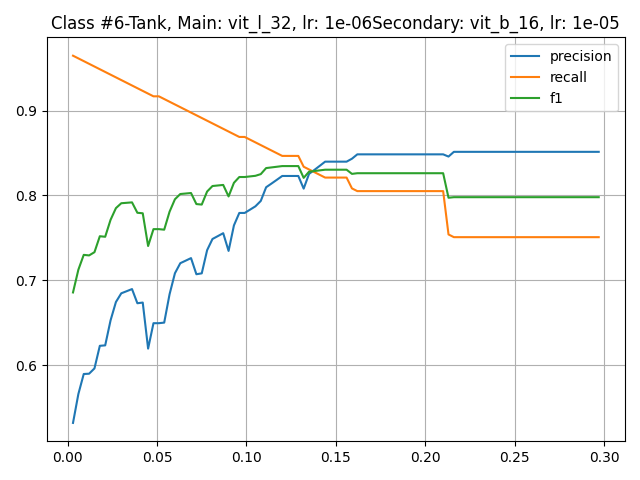 Class #6-Tank, Main: vit_l_32, lr: 1e-06Secondary: vit_b_16, lr: 1e-05
precision
recall
f1
0.9
0.8
0.7
0.6
0.00 0.05 0.10 0.15 0.20 0.25 0.30